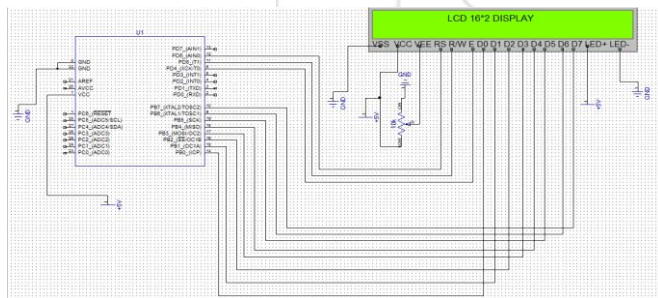 LCD 16*2 DISPLAY
VSS VCC VEE RS R/W E D0 D1 D2 D3 D4 D5 D6 D7 LED+ LED-
U1
PD7_(AIN1)
PD6_(AIN0)
PD5_(T1)
PD4_(XCK/T0)
PD3_(INT1)
PD2_(INT0)
PD1_(TXD)
PD0_(RXD)
GND
GND
AREF
AVCC
VCC
PB7_(XTAL2/TOSC2)
PB6_(XTAL1/TOSC1)
PB5_(SCK)
PB4_(MISO)
PB3_(MOSI/OC2)
PB2_(SS/OC1B)
PB1_(OC1A)
PB0_(ICP)
PC6_(RESET)
PC5_(ADC5/SCL)
PC4_(ADC4/SDA)
PC3_(ADC3)
PC2_(ADC2)
PC1_(ADC1)
PC0_(ADC0)
GND
+5V
GND
GND
+5V
10k
+5V
GND